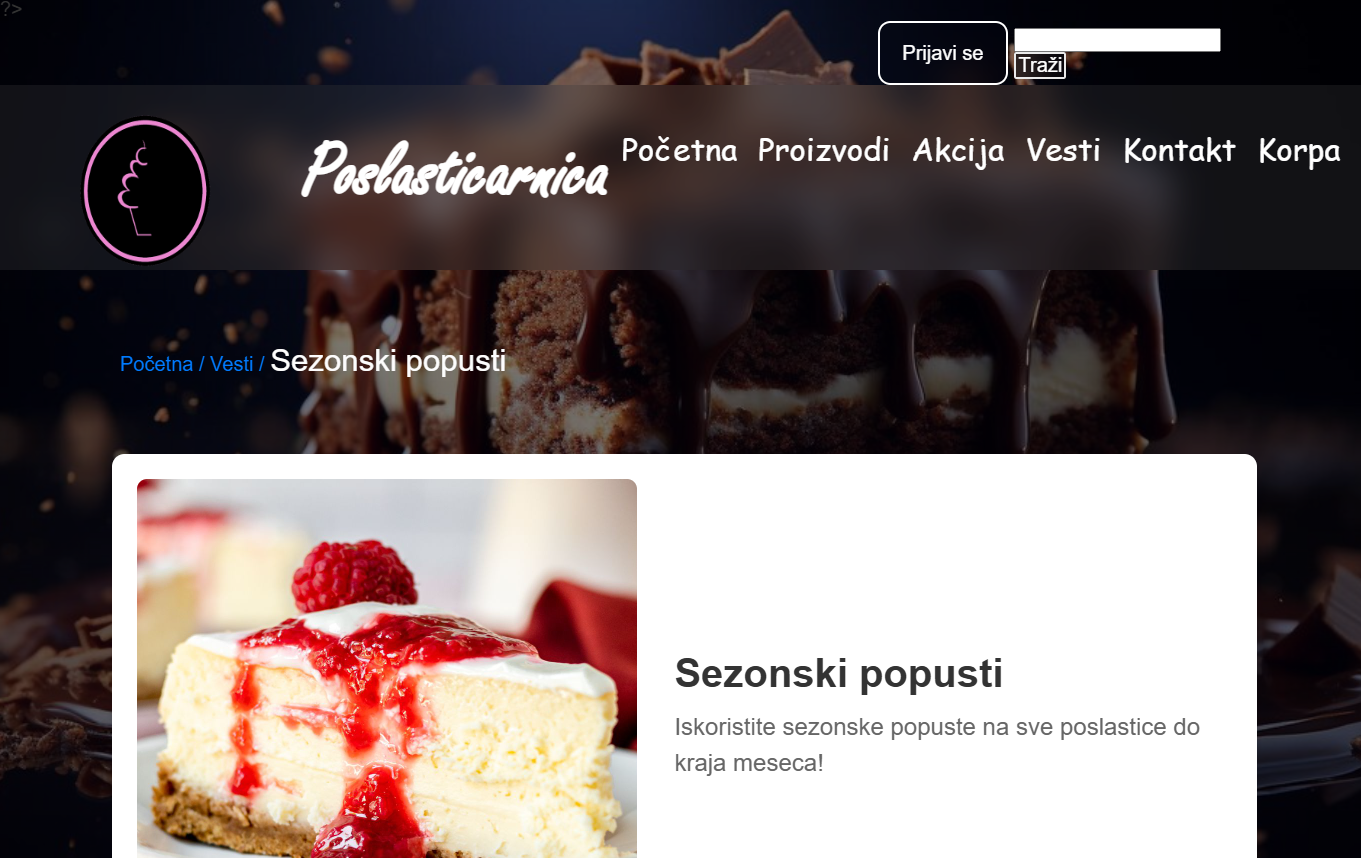 ?>
Prijavi se
Traži
Poslasticarnica
Početna Proizvodi Akcija Vesti Kontakt Korpa
Početna / Vesti / Sezonski popusti
Sezonski popusti
Iskoristite sezonske popuste na sve poslastice do
kraja meseca!